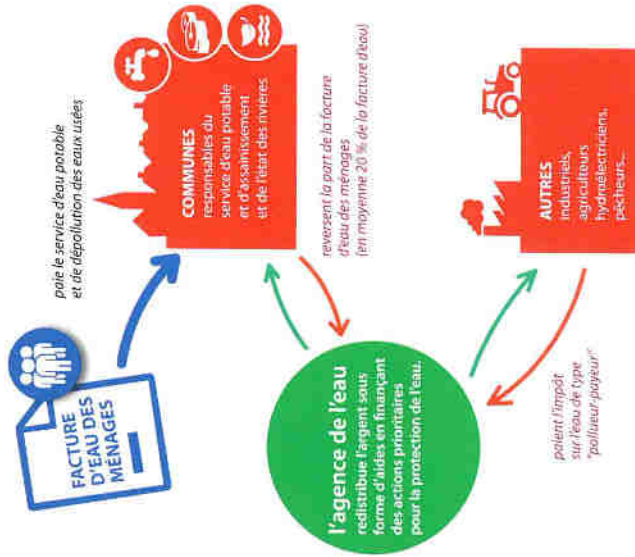 FACTURE
D'EAU DES
MÉNAGES
paie le service d'eau potable
et de dépollution des eaux usées
COMMUNES
responsables du
service d'eau potable
et d'assainissement
et de l'état des rivières
reversent la part de la facture
d'eau des ménages
(en moyenne 20 % de la facture d'eau)
l'agence de l'eau
redistribue l'argent sous
forme d'aides en finançant
des actions prioritaires
pour la protection de l'eau.
paient l'impôt
sur l'eau de type
"pollueur-payeur"
AUTRES
industriels,
agriculteurs
hydroélectriciens,
pêcheurs...